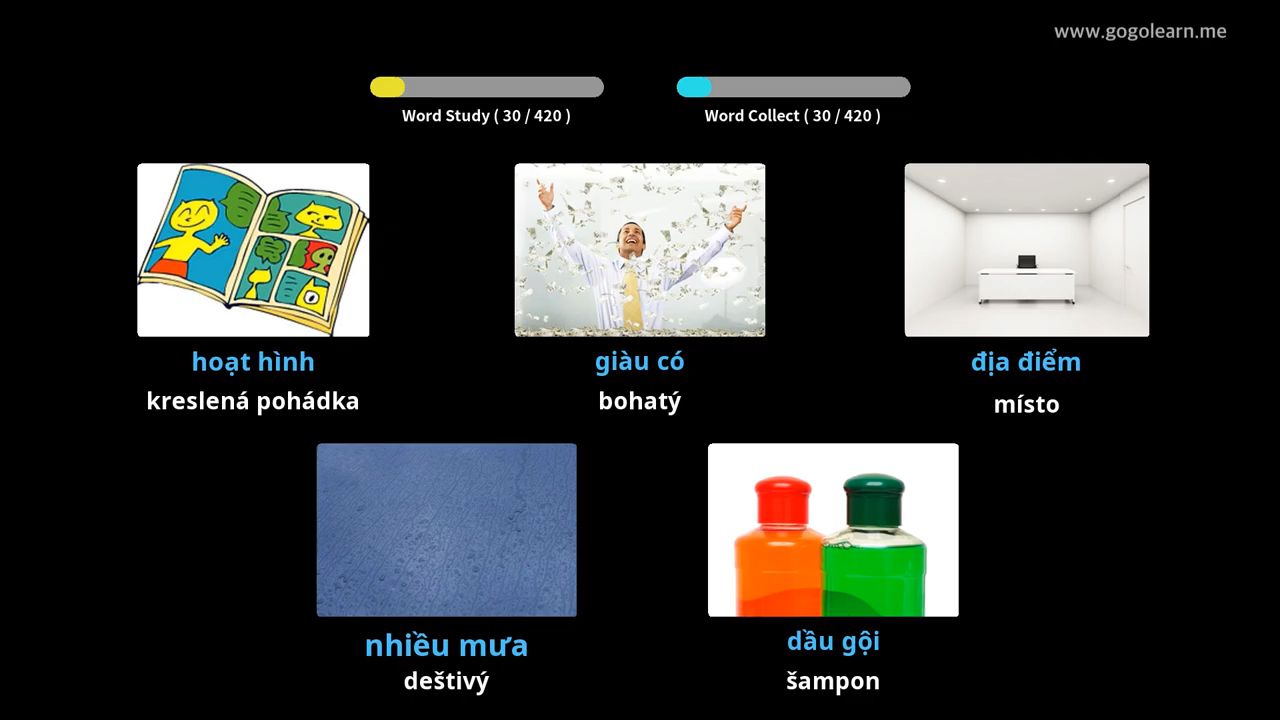 www.gogolearn.me
Word Study ( 30 / 420 )
Word Collect ( 30 / 420 )
hoạt hình
kreslená pohádka
giàu có
bohatý
địa điểm
místo
nhiều mưa
deštivý
dầu gội
šampon